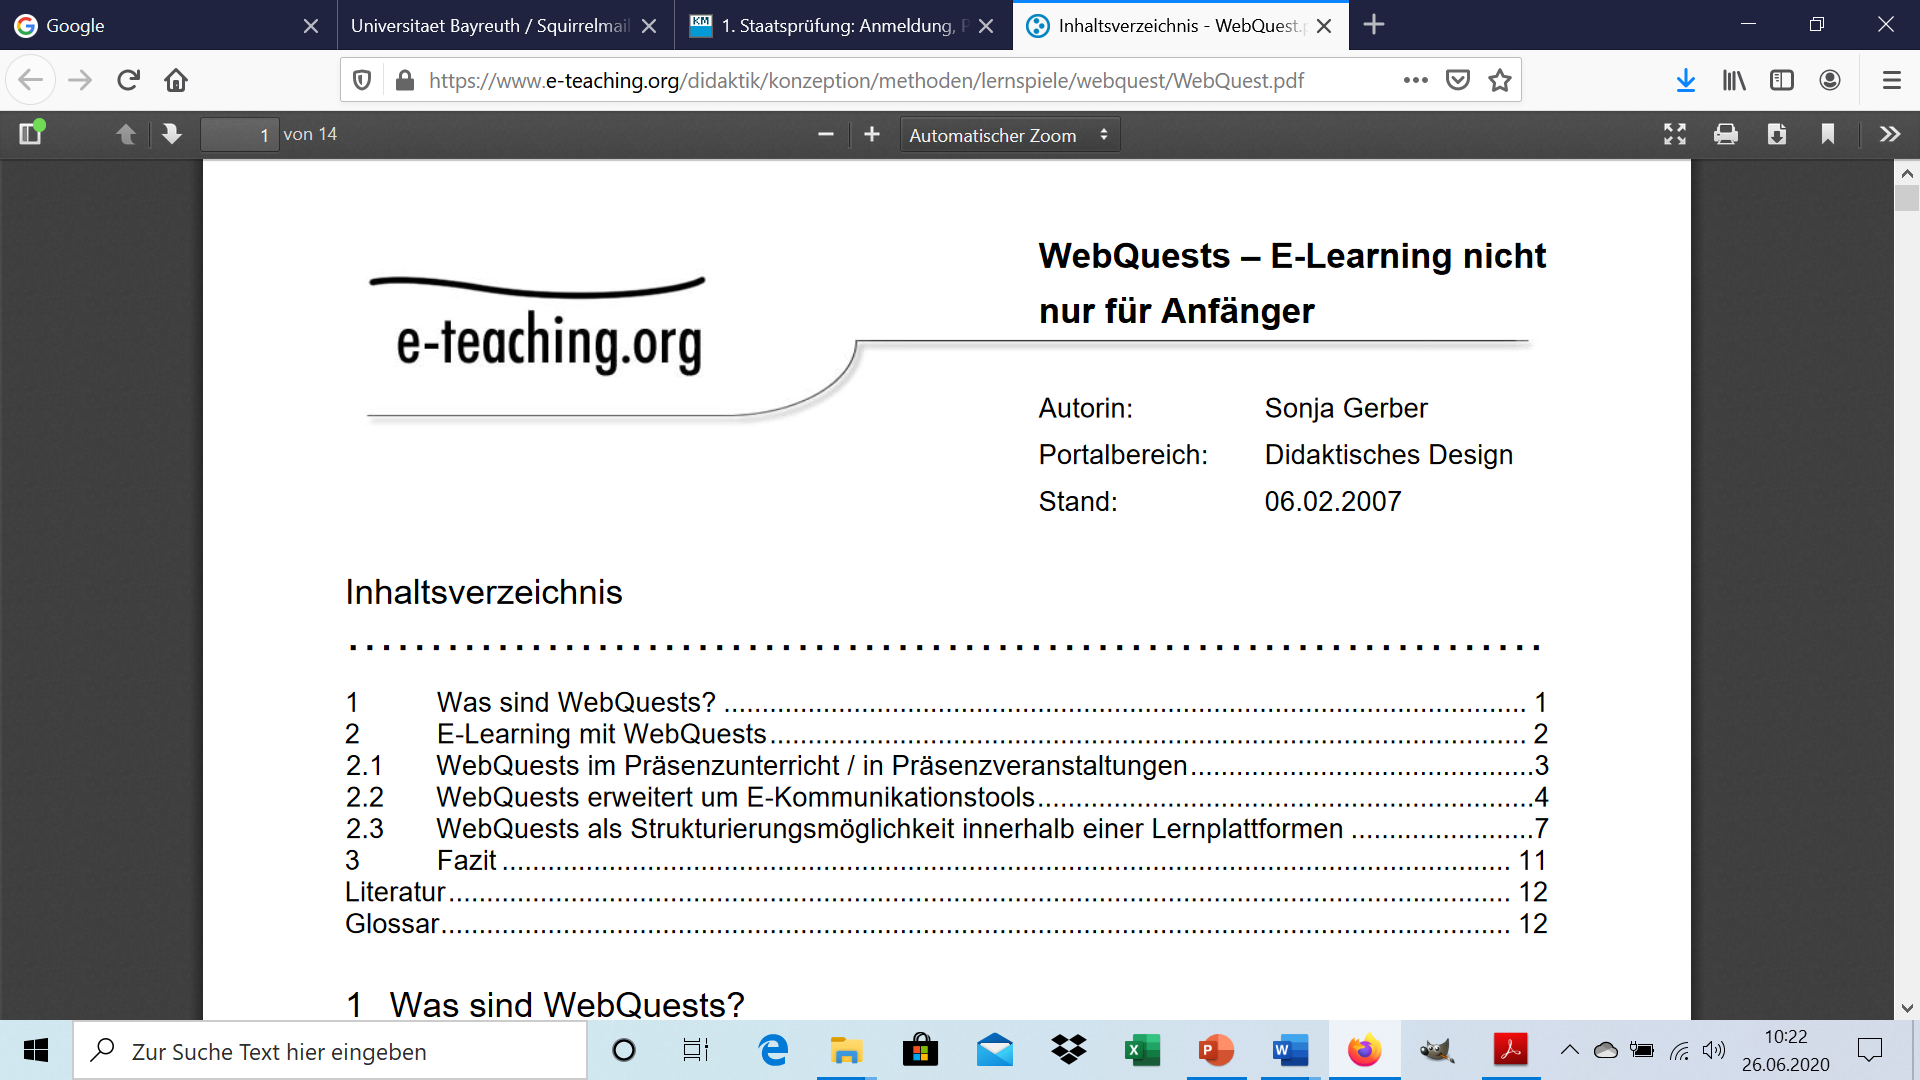 Google
Universitaet Bayreuth / Squirrelmail
KM 1. Staatsprüfung: Anmeldung, P
Inhaltsverzeichnis - WebQuest.p
https://www.e-teaching.org/didaktik/konzeption/methoden/lernspiele/webquest/WebQuest.pdf
1 von 14
Automatischer Zoom
WebQuests – E-Learning nicht
nur für Anfänger
e-teaching.org
Autorin: Sonja Gerber
Portalbereich: Didaktisches Design
Stand: 06.02.2007
Inhaltsverzeichnis
1 Was sind WebQuests? 1
2 E-Learning mit WebQuests 2
2.1 WebQuests im Präsenzunterricht / in Präsenzveranstaltungen 3
2.2 WebQuests erweitert um E-Kommunikationstools 4
2.3 WebQuests als Strukturierungsmöglichkeit innerhalb einer Lernplattformen 7
3 Fazit 11
Literatur 12
Glossar 12
1 Was sind WebQuests?
Zur Suche Text hier eingeben
10:22
26.06.2020